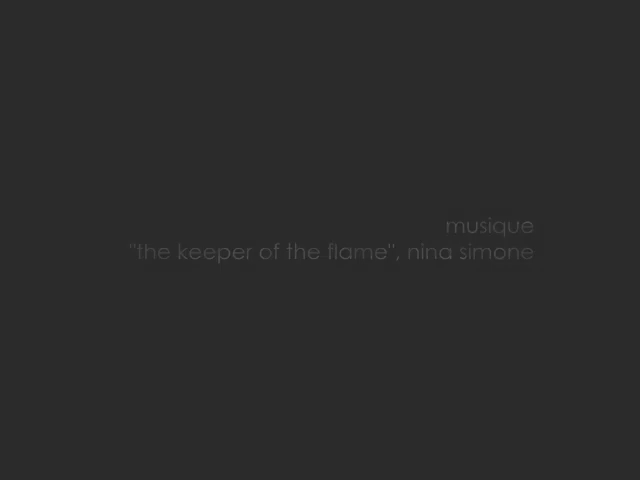 musique
"the keeper of the flame", nina simone